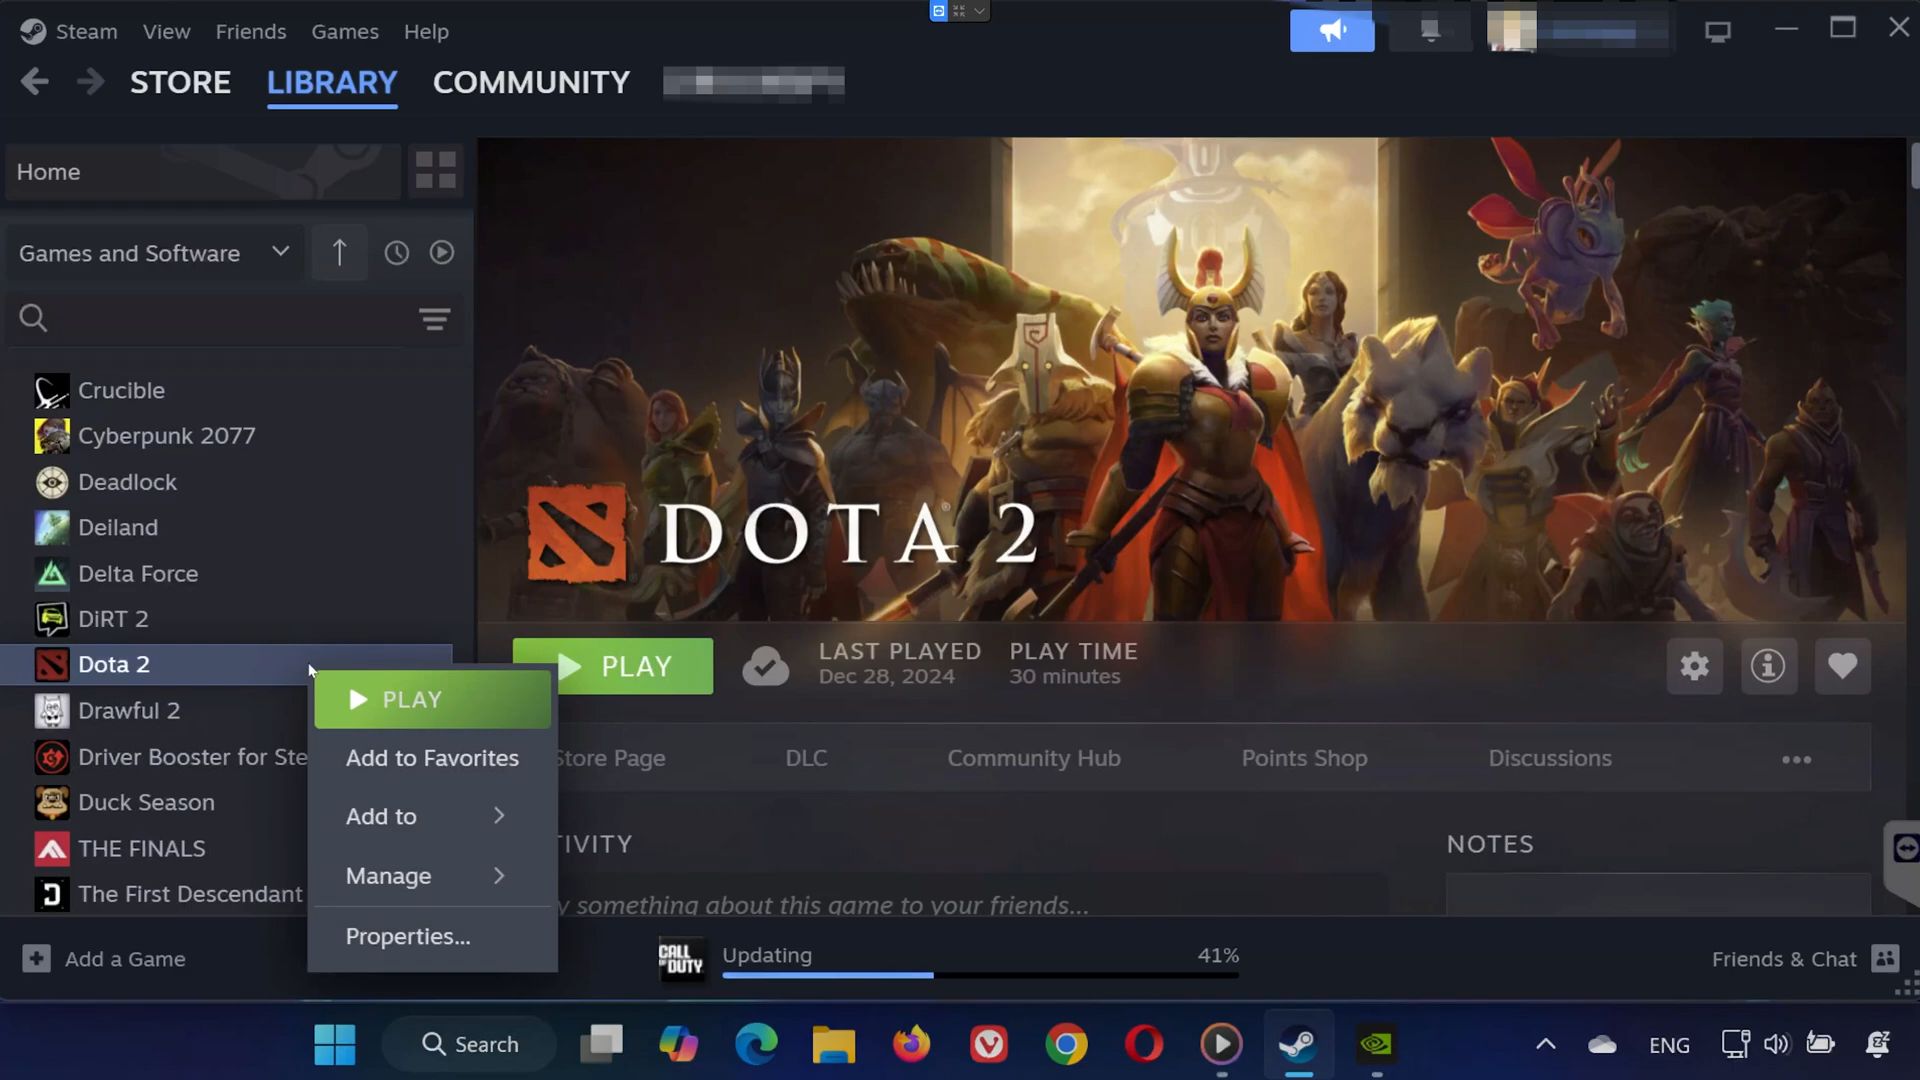 Steam View Friends Games Help
STORE LIBRARY COMMUNITY
Home
Games and Software
Crucible
Cyberpunk 2077
Deadlock
Deiland
Delta Force
DiRT 2
Dota 2
Drawful 2
Driver Booster for Ste
Duck Season
THE FINALS
The First Descendant
Add a Game
PLAY
Add to Favorites
Add to
Manage
Properties...
DOTA 2
PLAY
LAST PLAYED
Dec 28, 2024
PLAY TIME
30 minutes
Store Page DLC Community Hub Points Shop Discussions
TIVITY
y something about this game to your friends...
NOTES
CALL OF DUTY
Updating 41%
Friends & Chat
Search
ENG